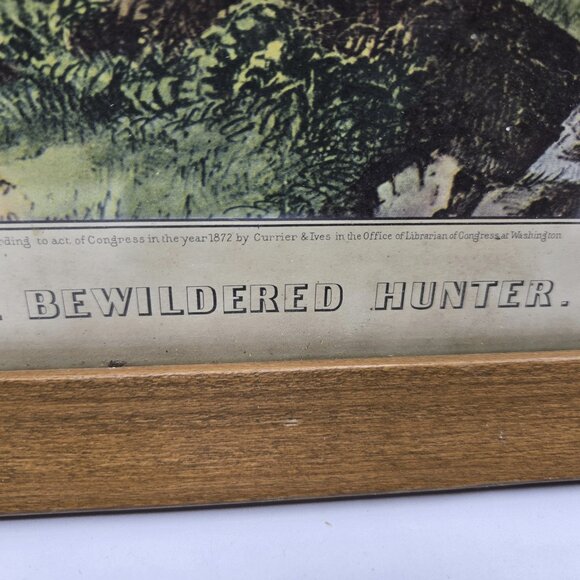 rding to act. of Congress in the year 1872 by Currier & Ives in the Office of Librarian of Congress, at Washington
BEWILDERED HUNTER.